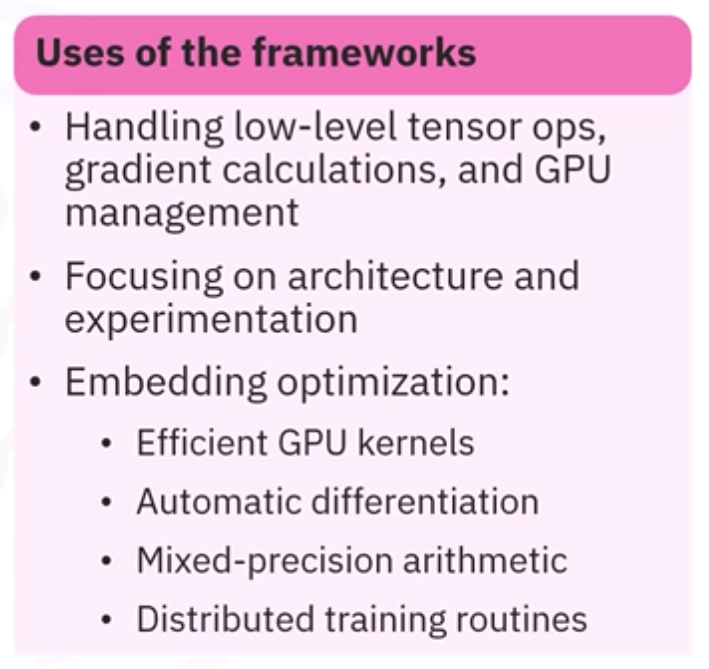 Uses of the frameworks
• Handling low-level tensor ops,
gradient calculations, and GPU
management
• Focusing on architecture and
experimentation
• Embedding optimization:
• Efficient GPU kernels
• Automatic differentiation
• Mixed-precision arithmetic
• Distributed training routines